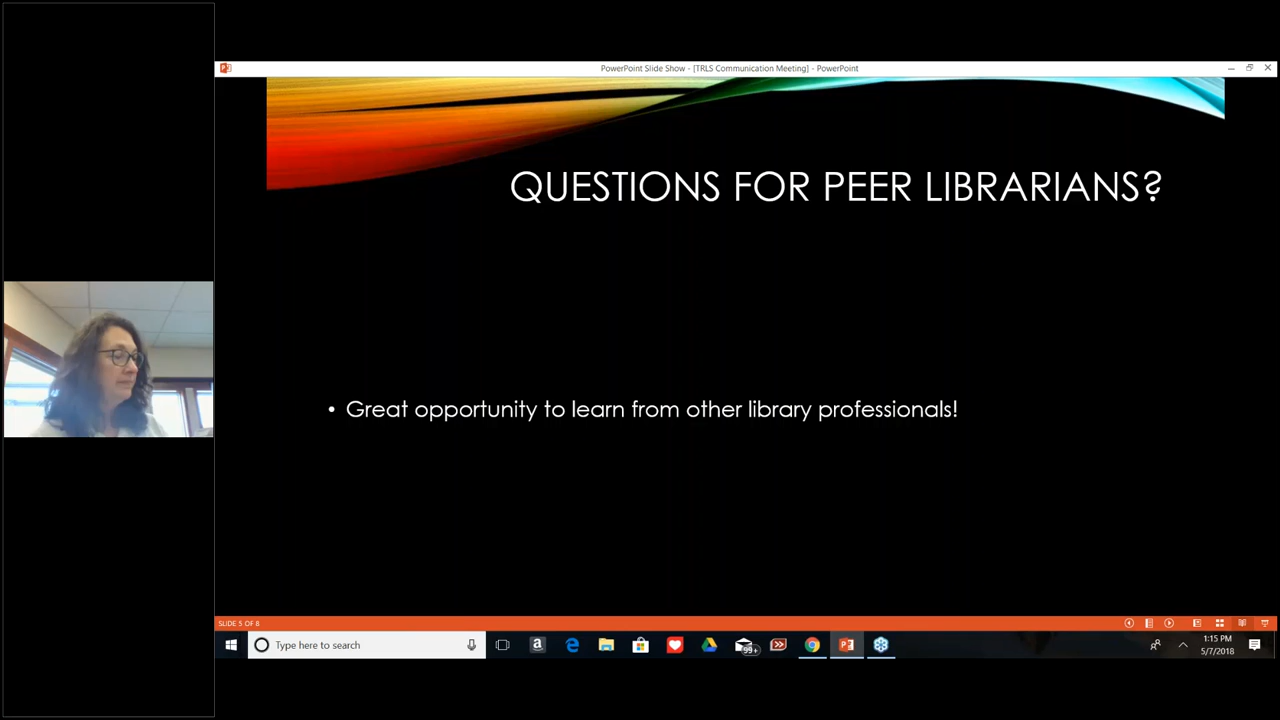 PowerPoint Slide Show - [TRLS Communication Meeting] - PowerPoint
QUESTIONS FOR PEER LIBRARIANS?
• Great opportunity to learn from other library professionals!
SLIDE 5 OF 8
Type here to search
a
99+
1:15 PM
5/7/2018